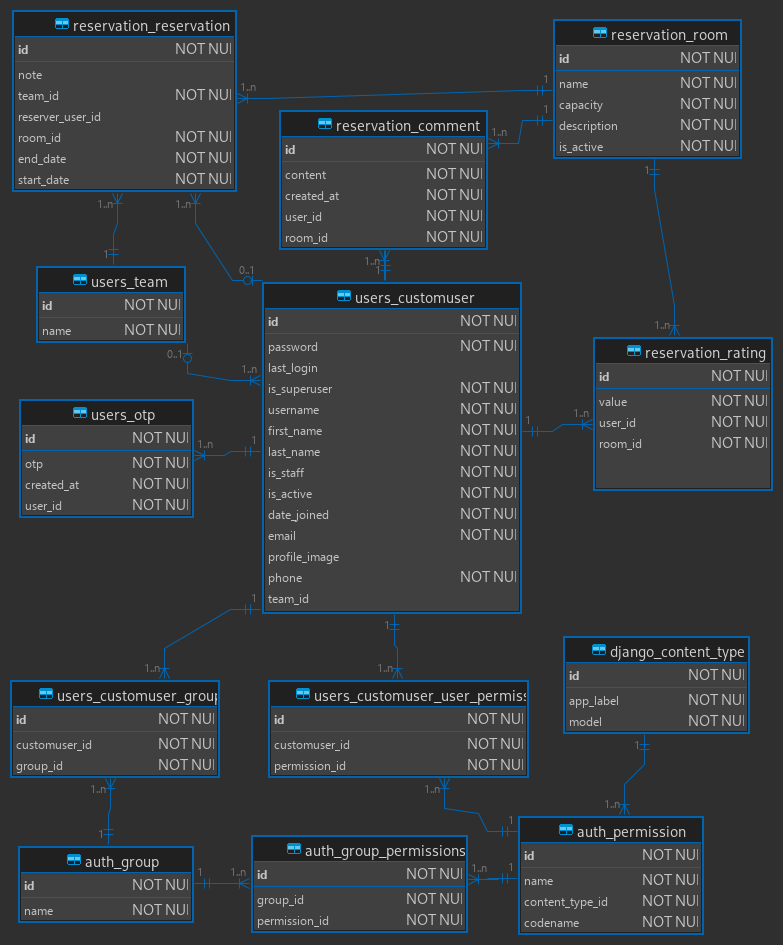 reservation_reservation
id NOT NUI
note
team_id NOT NUI
reserver_user_id
room_id NOT NUI
end_date NOT NUI
start_date NOT NUI
reservation_room
id NOT NUI
name NOT NUI
capacity NOT NUI
description NOT NUI
is_active NOT NUI
1..n
1
reservation_comment
id NOT NUI
content NOT NUI
created_at NOT NUI
user_id NOT NUI
room_id NOT NUI
1..n
1
1..n
1
1..n
0..1
1..n
1
1
1..n
users_team
id NOT NUI
name NOT NUI
0..1
1..n
users_customuser
id NOT NUI
password NOT NUI
last_login
is_superuser NOT NUI
username NOT NUI
first_name NOT NUI
last_name NOT NUI
is_staff NOT NUI
is_active NOT NUI
date_joined NOT NUI
email NOT NUI
profile_image
phone NOT NUI
team_id
reservation_rating
id NOT NUI
value NOT NUI
user_id NOT NUI
room_id NOT NUI
1
1..n
users_otp
id NOT NUI
otp NOT NUI
created_at NOT NUI
user_id NOT NUI
1..n
1
1
1..n
1
1..n
users_customuser_group
id NOT NUI
customuser_id NOT NUI
group_id NOT NUI
users_customuser_user_permiss
id NOT NUI
customuser_id NOT NUI
permission_id NOT NUI
django_content_type
id NOT NUI
app_label NOT NUI
model NOT NUI
1
1..n
1..n
1
1..n
1
auth_group
id NOT NUI
name NOT NUI
1
1..n
auth_group_permissions
id NOT NUI
group_id NOT NUI
permission_id NOT NUI
1..n
1
auth_permission
id NOT NUI
name NOT NUI
content_type_id NOT NUI
codename NOT NUI